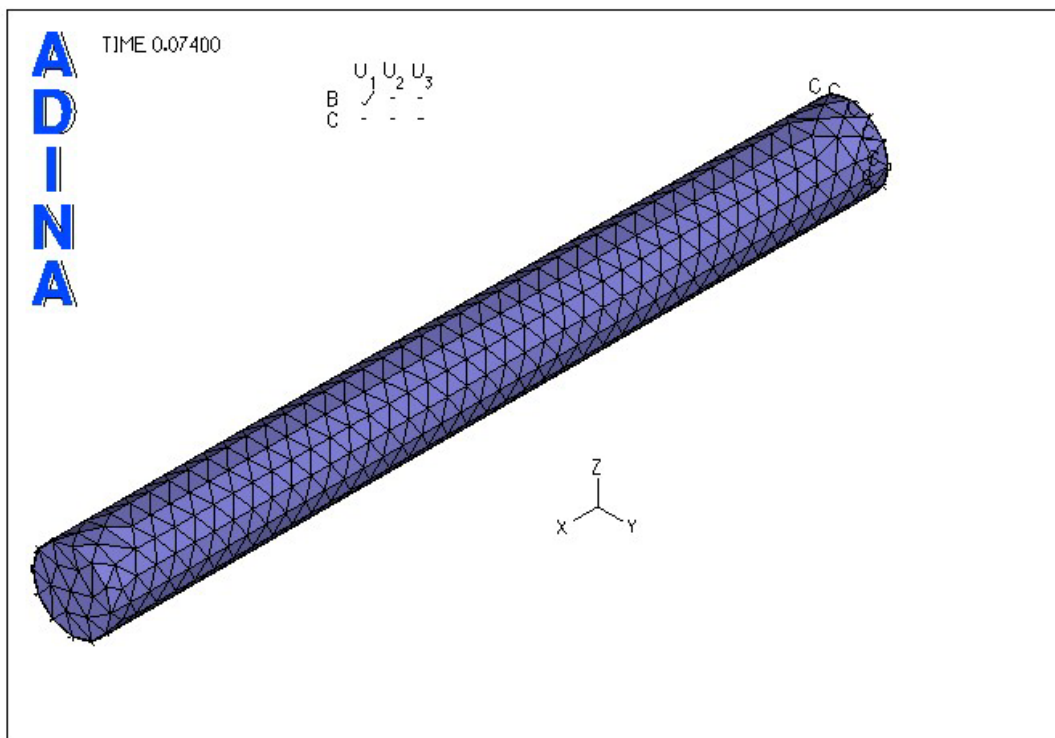 ADINA
TIME 0.07400
U1 U2 U3
B ✓ - -
C - - -
C C
C
Z
X Y